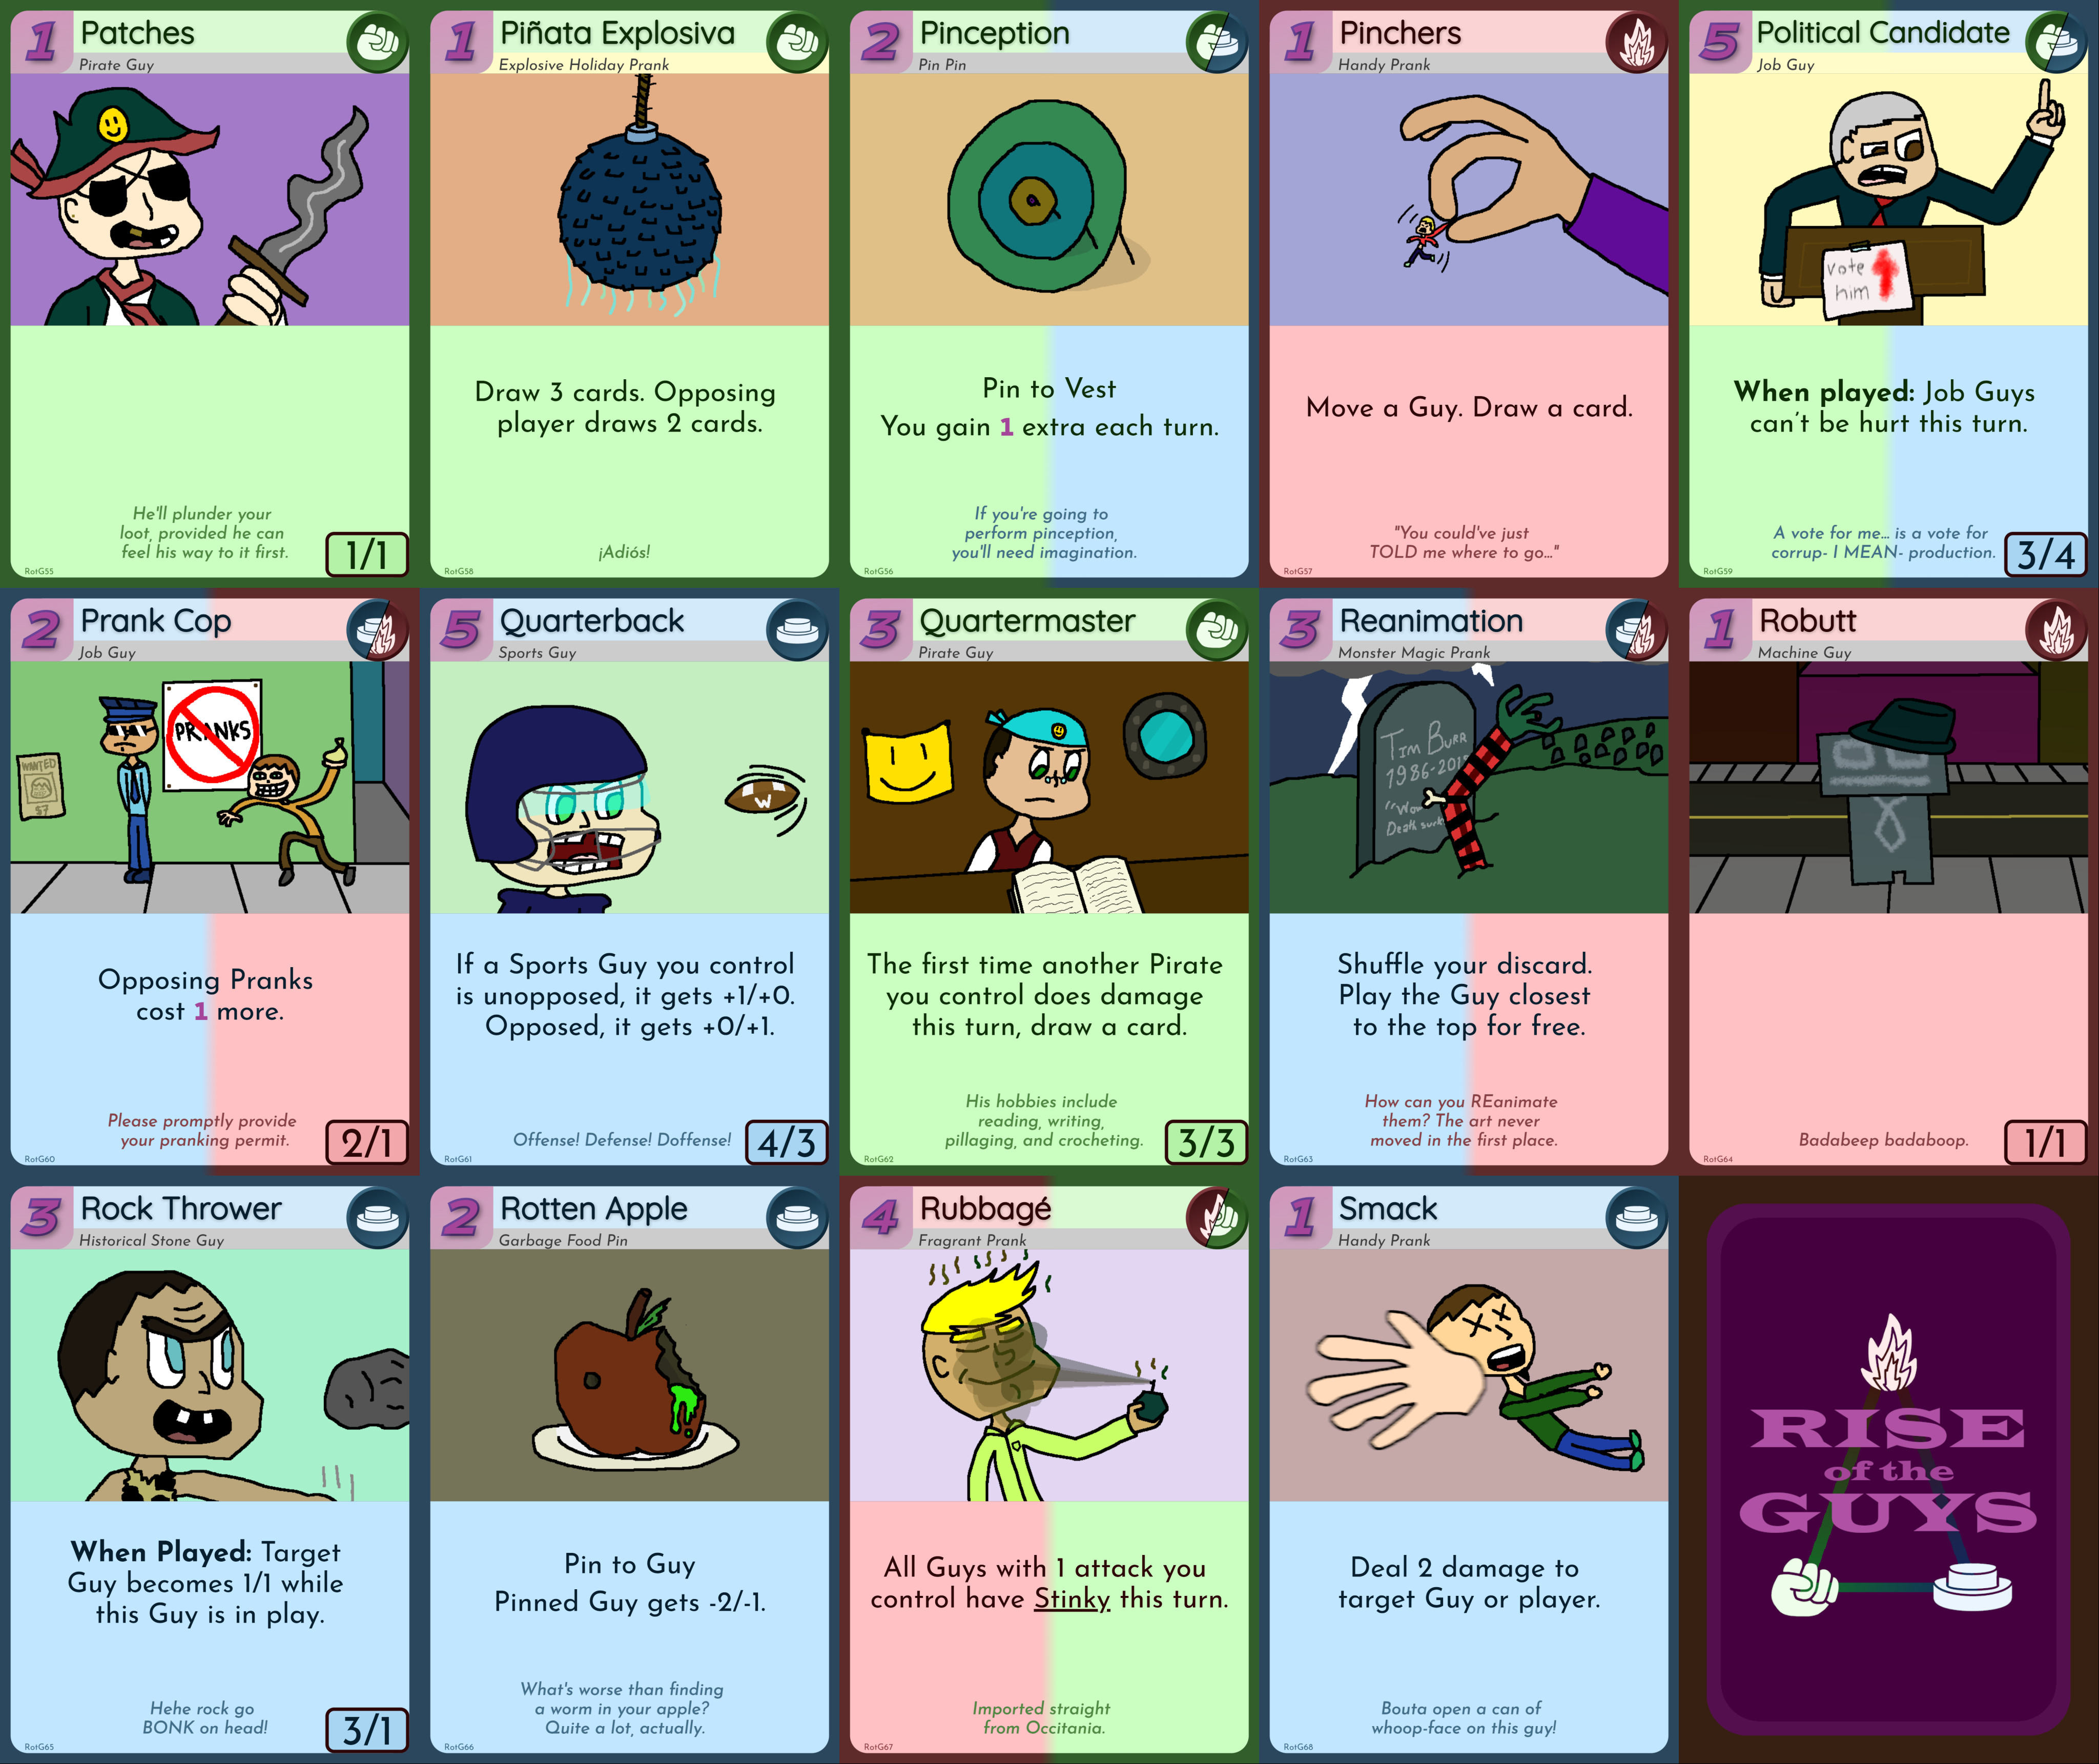 1
Patches
Pirate Guy
He'll plunder your
loot, provided he can
feel his way to it first.
RotG55
1/1
1
Piñata Explosiva
Explosive Holiday Prank
Draw 3 cards. Opposing
player draws 2 cards.
¡Adiós!
RotG58
2
Pinception
Pin Pin
Pin to Vest
You gain 1 extra each turn.
If you're going to
perform pinception,
you'll need imagination.
RotG56
1
Pinchers
Handy Prank
Move a Guy. Draw a card.
"You could've just
TOLD me where to go..."
RotG57
5
Political Candidate
Job Guy
vote
him
When played: Job Guys
can't be hurt this turn.
A vote for me... is a vote for
corrup- I MEAN- production.
RotG59
3/4
2
Prank Cop
Job Guy
WANTED
PRANKS
Opposing Pranks
cost 1 more.
Please promptly provide
your pranking permit.
RotG60
2/1
5
Quarterback
Sports Guy
W
If a Sports Guy you control
is unopposed, it gets +1/+0.
Opposed, it gets +0/+1.
Offense! Defense! Doffense!
RotG61
4/3
3
Quartermaster
Pirate Guy
The first time another Pirate
you control does damage
this turn, draw a card.
His hobbies include
reading, writing,
pillaging, and crocheting.
RotG62
3/3
3
Reanimation
Monster Magic Prank
TIM BURR
Death
Shuffle your discard.
Play the Guy closest
to the top for free.
How can you REanimate
them? The art never
moved in the first place.
RotG63
1
Robutt
Machine Guy
Badabeep badaboop.
RotG64
1/1
3
Rock Thrower
Historical Stone Guy
When Played: Target
Guy becomes 1/1 while
this Guy is in play.
Hehe rock go
BONK on head!
RotG65
3/1
2
Rotten Apple
Garbage Food Pin
Pin to Guy
Pinned Guy gets -2/-1.
What's worse than finding
a worm in your apple?
Quite a lot, actually.
RotG66
4
Rubbagé
Fragrant Prank
All Guys with 1 attack you
control have Stinky this turn.
Imported straight
from Occitania.
RotG67
1
Smack
Handy Prank
Deal 2 damage to
target Guy or player.
Bouta open a can of
whoop-face on this guy!
RotG68
RISE
of the
GUYS